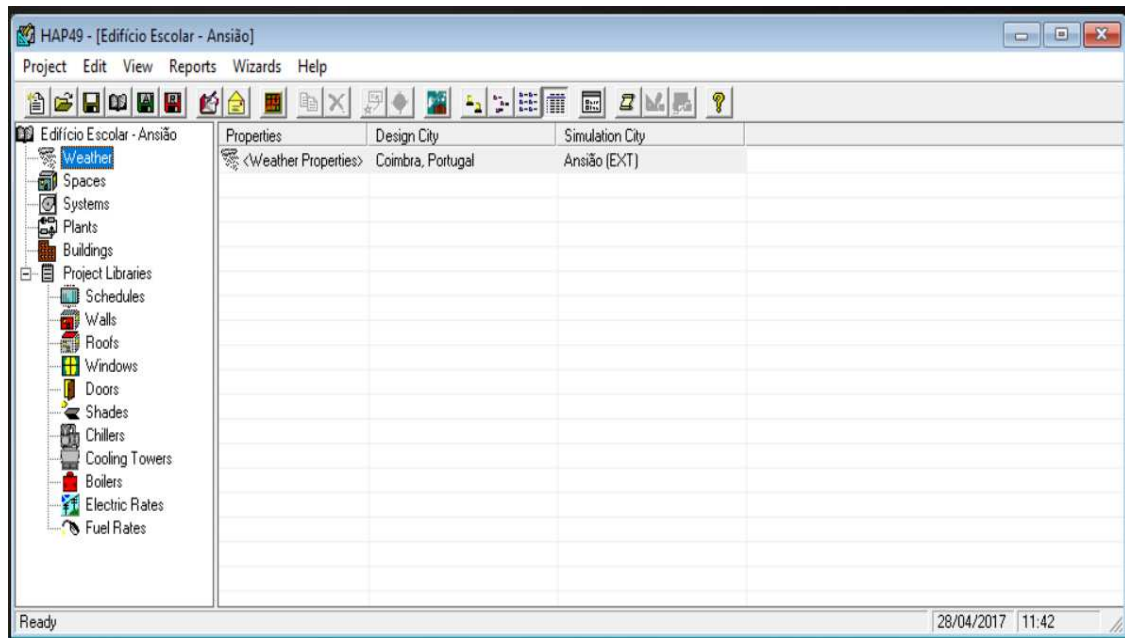 HAP49 - [Edifício Escolar - Ansião]
Project Edit View Reports Wizards Help
Edifício Escolar - Ansião
Weather
Spaces
Systems
Plants
Buildings
Project Libraries
Schedules
Walls
Roofs
Windows
Doors
Shades
Chillers
Cooling Towers
Boilers
Electric Rates
Fuel Rates
Properties Design City Simulation City
<Weather Properties> Coimbra, Portugal Ansião (EXT)
Ready 28/04/2017 11:42